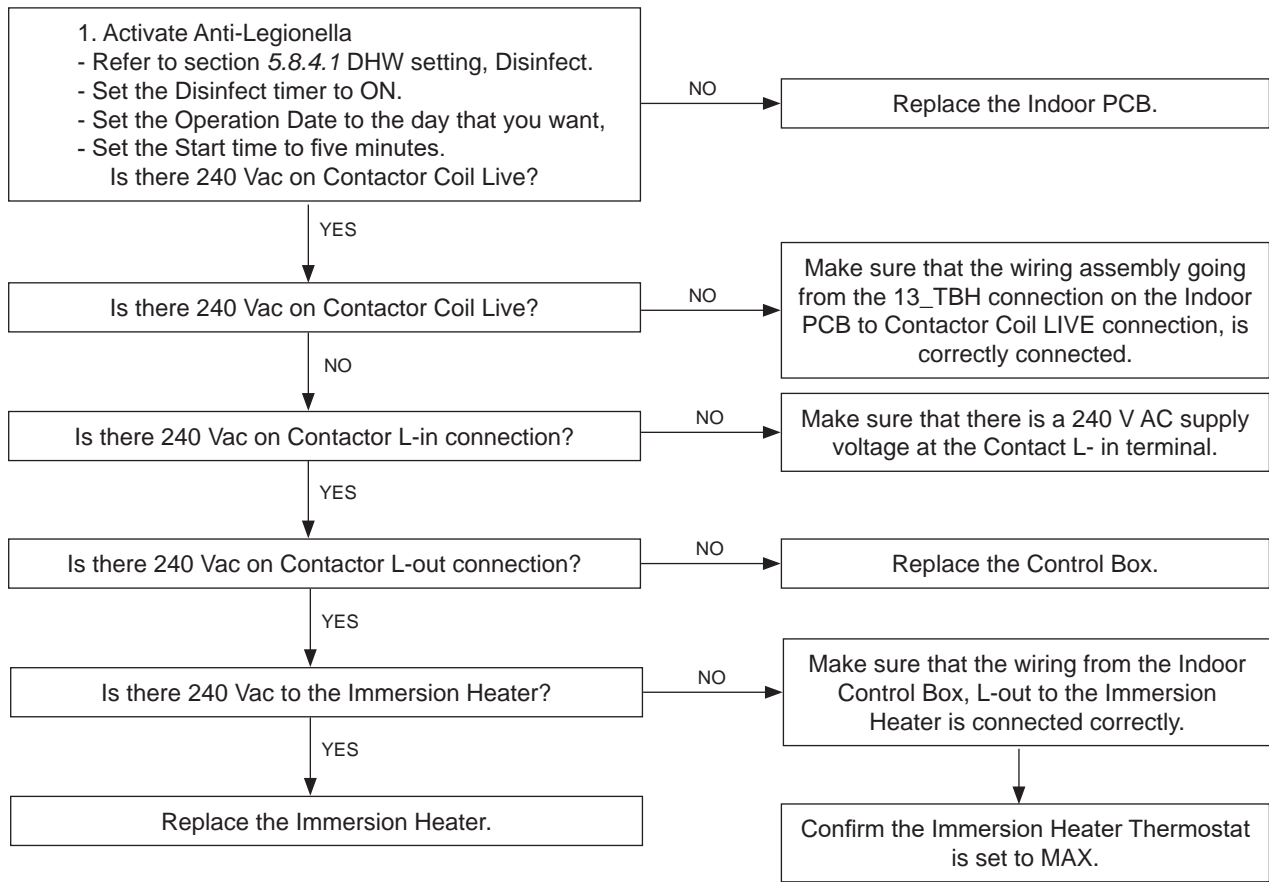 1. Activate Anti-Legionella
- Refer to section 5.8.4.1 DHW setting, Disinfect.
- Set the Disinfect timer to ON.
- Set the Operation Date to the day that you want,
- Set the Start time to five minutes.
Is there 240 Vac on Contactor Coil Live?
NO
Replace the Indoor PCB.
YES
Is there 240 Vac on Contactor Coil Live?
NO
Make sure that the wiring assembly going
from the 13_TBH connection on the Indoor
PCB to Contactor Coil LIVE connection, is
correctly connected.
NO
Is there 240 Vac on Contactor L-in connection?
NO
Make sure that there is a 240 V AC supply
voltage at the Contact L- in terminal.
YES
Is there 240 Vac on Contactor L-out connection?
NO
Replace the Control Box.
YES
Is there 240 Vac to the Immersion Heater?
NO
Make sure that the wiring from the Indoor
Control Box, L-out to the Immersion
Heater is connected correctly.
YES
Replace the Immersion Heater.
Confirm the Immersion Heater Thermostat
is set to MAX.